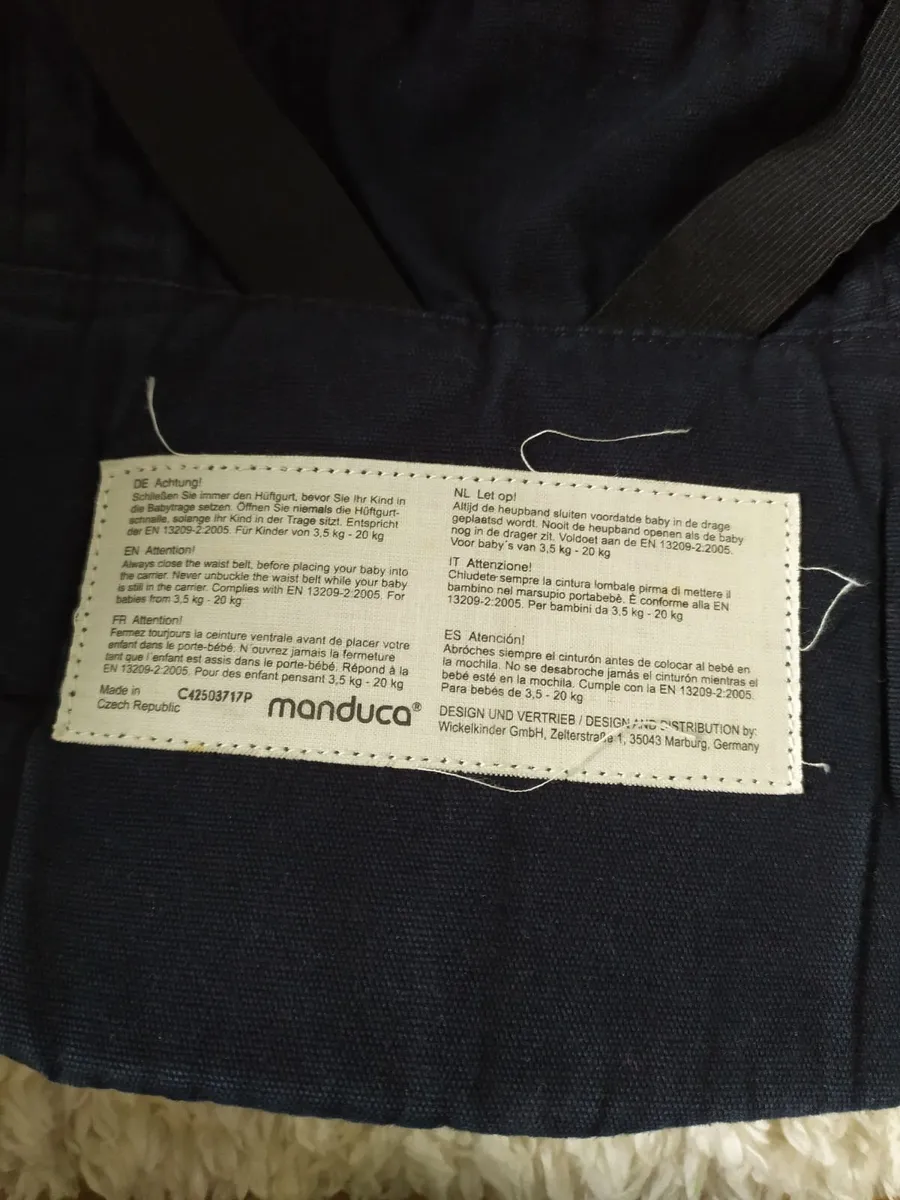 DE Achtung!
Schließen Sie immer den Hüftgurt, bevor Sie Ihr Kind in
die Babytrage setzen. Öffnen Sie niemals die Hüftgurt-
schnalle, solange Ihr Kind in der Trage sitzt. Entspricht
der EN 13209-2:2005. Für Kinder von 3,5 kg - 20 kg
EN Attention!
Always close the waist belt, before placing your baby into
the carrier. Never unbuckle the waist belt while your baby
is still in the carrier. Complies with EN 13209-2:2005. For
babies from 3,5 kg - 20 kg
FR Attention!
Fermez tourjours la ceinture ventrale avant de placer votre
enfant dans le porte-bébé. N´ouvrez jamais la fermeture
tant que l´enfant est assis dans le porte-bébé. Répond à la
EN 13209-2:2005. Pour des enfant pensant 3,5 kg - 20 kg
Made in
Czech Republic
C42503717P
manduca®
NL Let op!
Altijd de heupband sluiten voordatde baby in de drage
geplaatsd wordt. Nooit de heupband openen als de baby
nog in de drager zit. Voldoet aan de EN 13209-2:2005.
Voor baby´s van 3,5 kg - 20 kg
IT Attenzione!
Chiudete sempre la cintura lombale pirma di mettere il
bambino nel marsupio portabebè. È conforme alia EN
13209-2:2005. Per bambini da 3,5 kg - 20 kg
ES Atención!
Abróches siempre el cinturón antes de colocar al bebé en
la mochila. No se desabroche jamás el cinturón mientras el
bebé esté en la mochila. Cumple con la EN 13209-2:2005.
Para bebés de 3,5 - 20 kg
DESIGN UND VERTRIEB / DESIGN AND DISTRIBUTION by:
Wickelkinder GmbH, Zelterstraße 1, 35043 Marburg, Germany